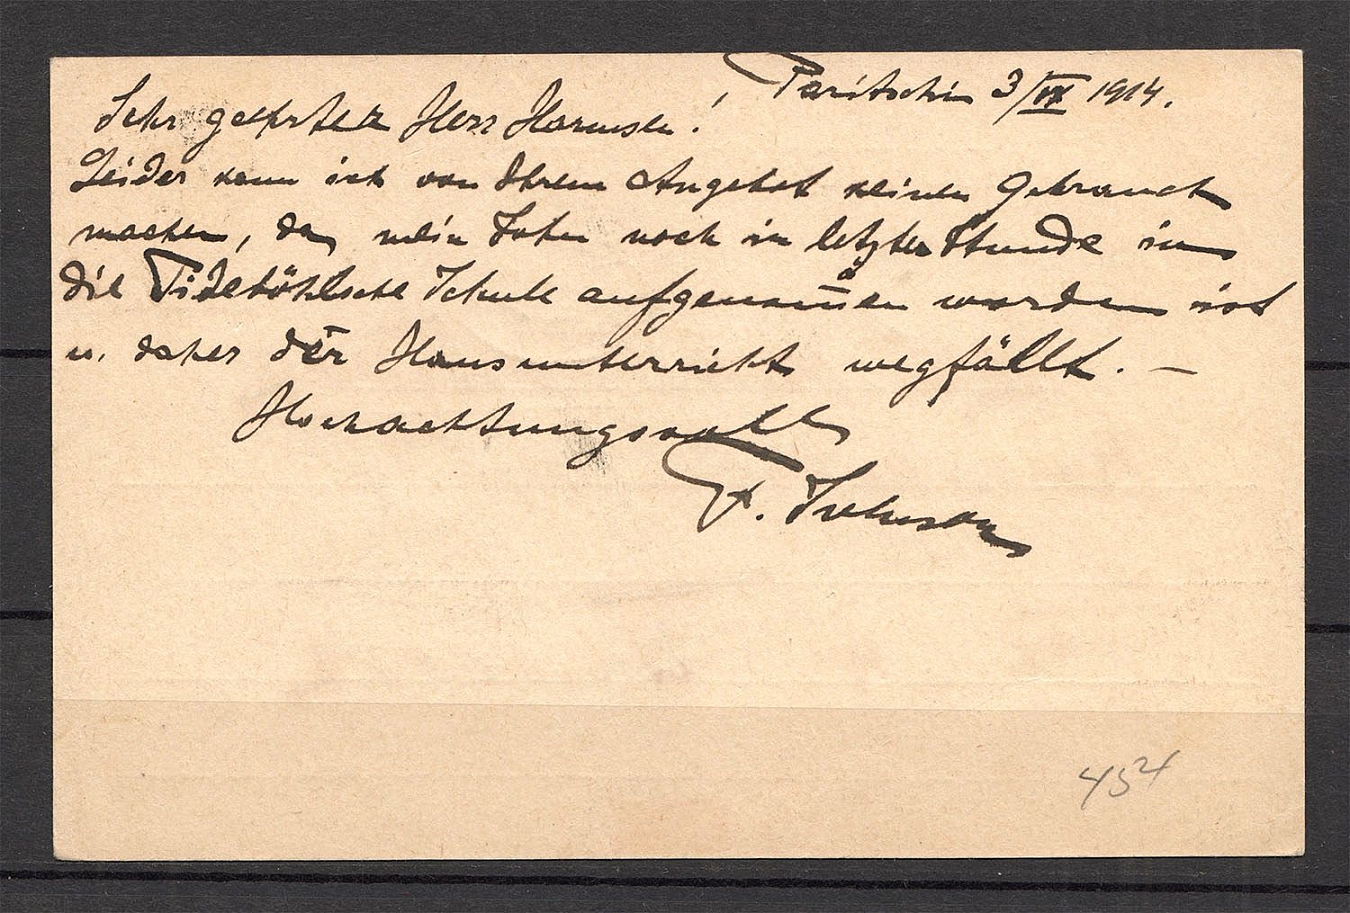 Paritschi 3/IX 1914.
Sehr geehrter Herr Harmsen!
Leider kann ich von Ihrem Angebot keinen Gebrauch
machen, da mein Sohn noch in letzter Stunde in
die Tideböhlsche Schule aufgenommen worden ist
u. daher der Hausunterricht wegfällt. —
Hochachtungsvoll
F.
454